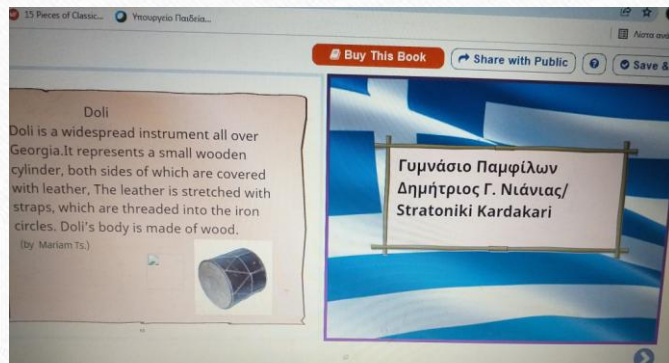 15 Pieces of Classic...
Υπουργείο Παιδεία...
Λίστα ανά
Buy This Book
Share with Public
?
Save &
Doli
Doli is a widespread instrument all over
Georgia.It represents a small wooden
cylinder, both sides of which are covered
with leather, The leather is stretched with
straps, which are threaded into the iron
circles. Doli's body is made of wood.
(by Mariam Ts.)
Γυμνάσιο Παμφίλων
Δημήτριος Γ. Νιάνιας/
Stratoniki Kardakari